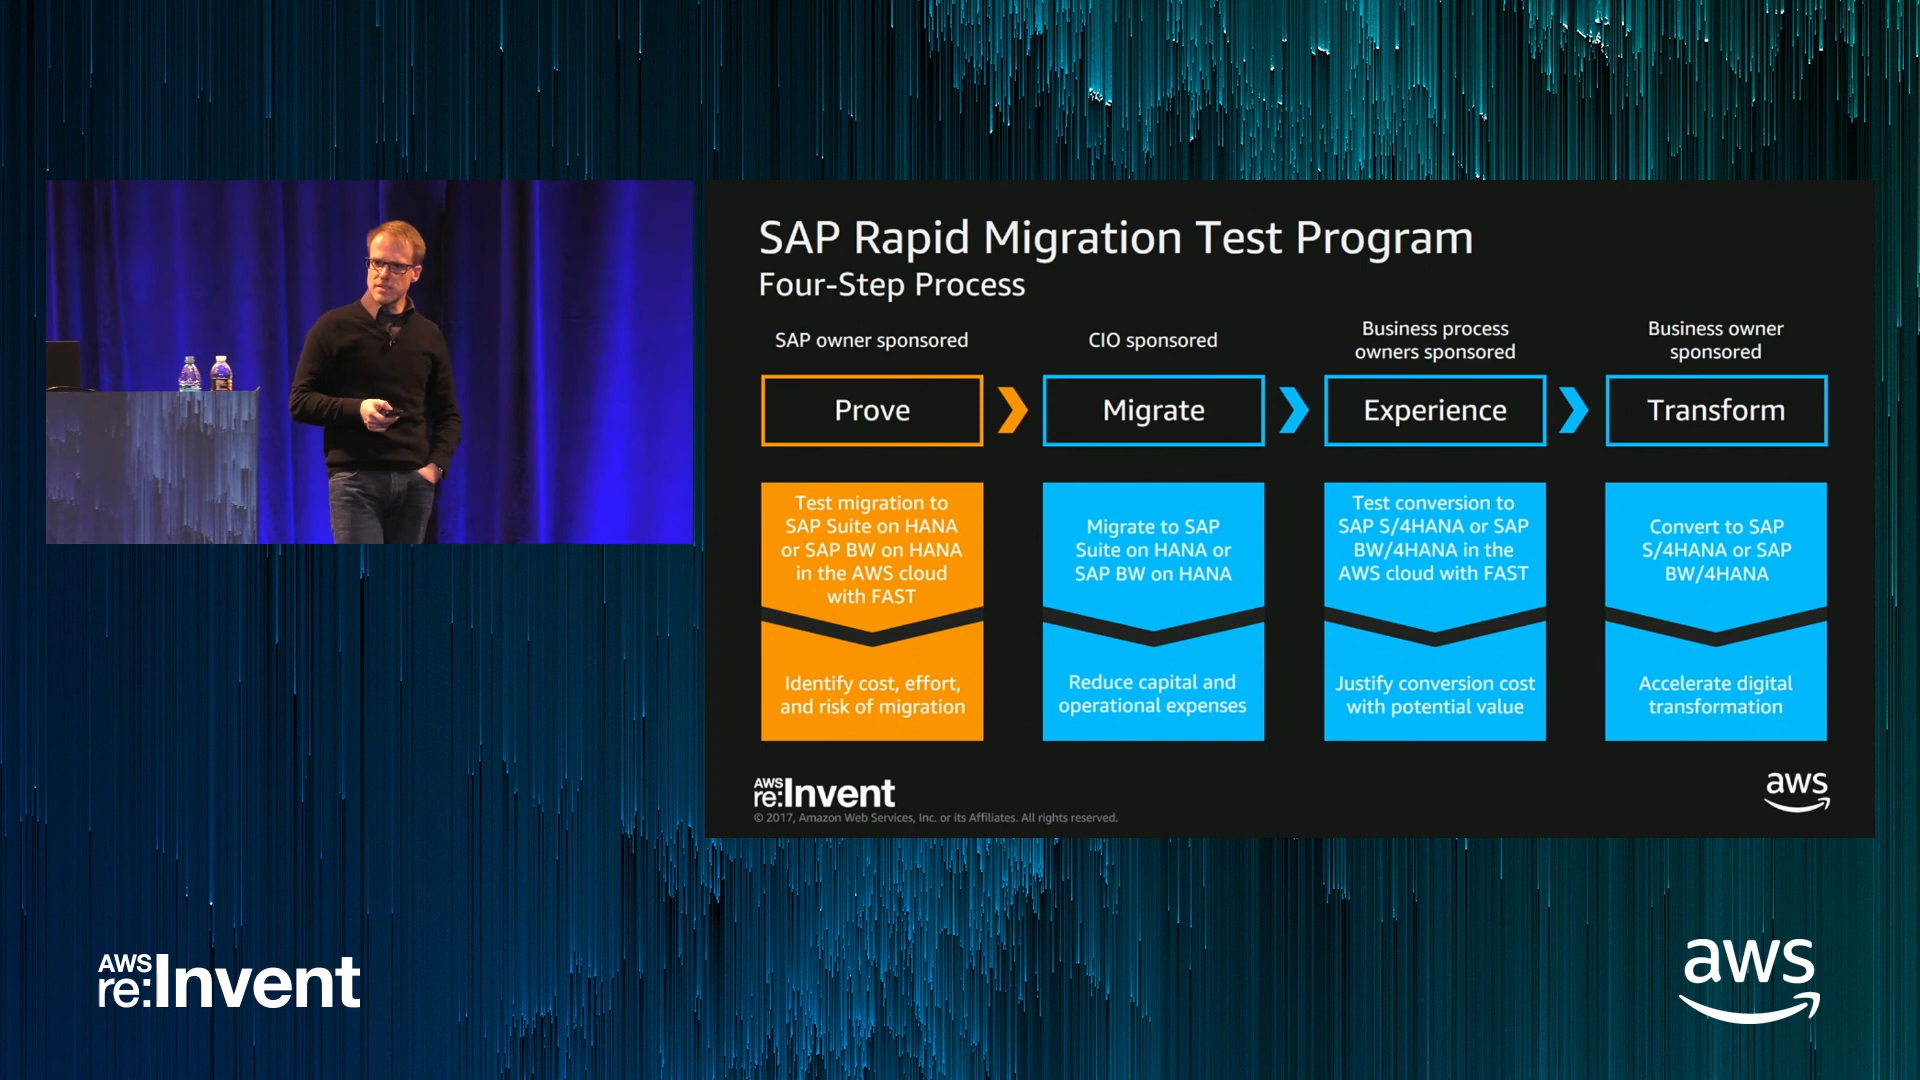 SAP Rapid Migration Test Program
Four-Step Process
SAP owner sponsored
CIO sponsored
Business process
owners sponsored
Business owner
sponsored
Prove
Migrate
Experience
Transform
Test migration to
SAP Suite on HANA
or SAP BW on HANA
in the AWS cloud
with FAST
Migrate to SAP
Suite on HANA or
SAP BW on HANA
Test conversion to
SAP S/4HANA or SAP
BW/4HANA in the
AWS cloud with FAST
Convert to SAP
S/4HANA or SAP
BW/4HANA
Identify cost, effort,
and risk of migration
Reduce capital and
operational expenses
Justify conversion cost
with potential value
Accelerate digital
transformation
AWS
re:Invent
© 2017, Amazon Web Services, Inc. or its Affiliates. All rights reserved.
aws
AWS
re:Invent
aws